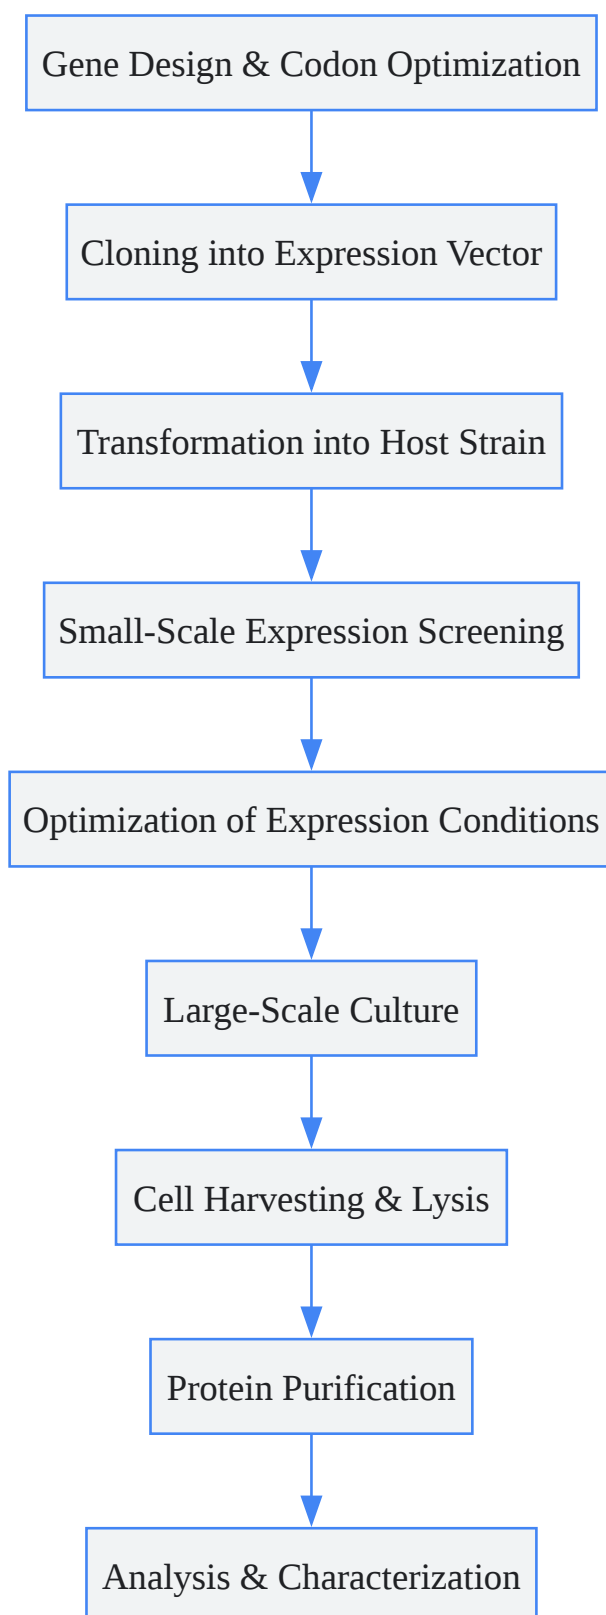 Gene Design & Codon Optimization
Cloning into Expression Vector
Transformation into Host Strain
Small-Scale Expression Screening
Optimization of Expression Conditions
Large-Scale Culture
Cell Harvesting & Lysis
Protein Purification
Analysis & Characterization